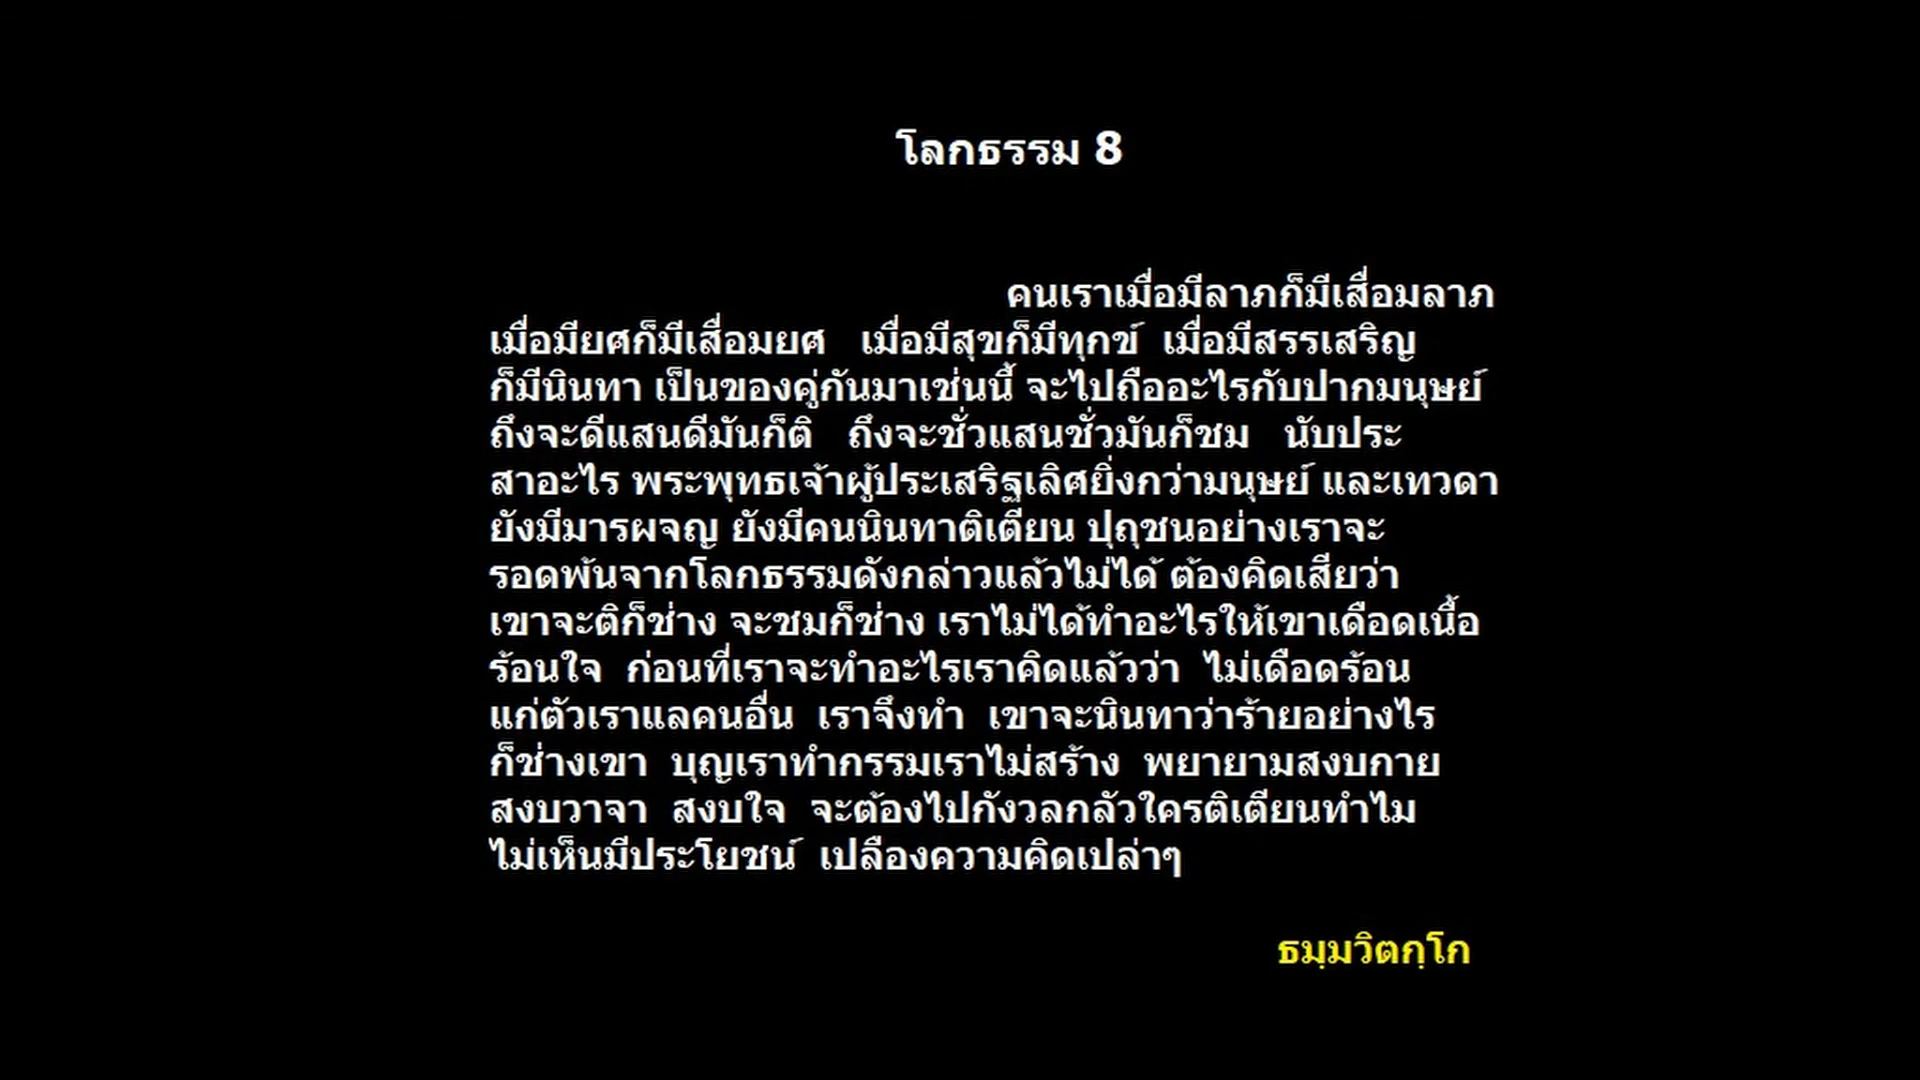 โลกธรรม 8
คนเราเมื่อมีลาภก็มีเสื่อมลาภ
เมื่อมียศก็มีเสื่อมยศ เมื่อมีสุขก็มีทุกข์ เมื่อมีสรรเสริญ
ก็มีนินทา เป็นของคู่กันมาเช่นนี้ จะไปถืออะไรกับปากมนุษย์
ถึงจะดีแสนดีมันก็ติ ถึงจะชั่วแสนชั่วมันก็ชม นับประ
สาอะไร พระพุทธเจ้าผู้ประเสริฐเลิศยิ่งกว่ามนุษย์ และเทวดา
ยังมีมารผจญ ยังมีคนนินทาติเตียน ปุถุชนอย่างเราจะ
รอดพ้นจากโลกธรรมดังกล่าวแล้วไม่ได้ ต้องคิดเสียว่า
เขาจะติก็ช่าง จะชมก็ช่าง เราไม่ได้ทำอะไรให้เขาเดือดเนื้อ
ร้อนใจ ก่อนที่เราจะทำอะไรเราคิดแล้วว่า ไม่เดือดร้อน
แก่ตัวเราแลคนอื่น เราจึงทำ เขาจะนินทาว่าร้ายอย่างไร
ก็ช่างเขา บุญเราทำกรรมเราไม่สร้าง พยายามสงบกาย
สงบวาจา สงบใจ จะต้องไปกังวลกลัวใครติเตียนทำไม
ไม่เห็นมีประโยชน์ เปลืองความคิดเปล่าๆ
ธมฺมวิตกฺโก